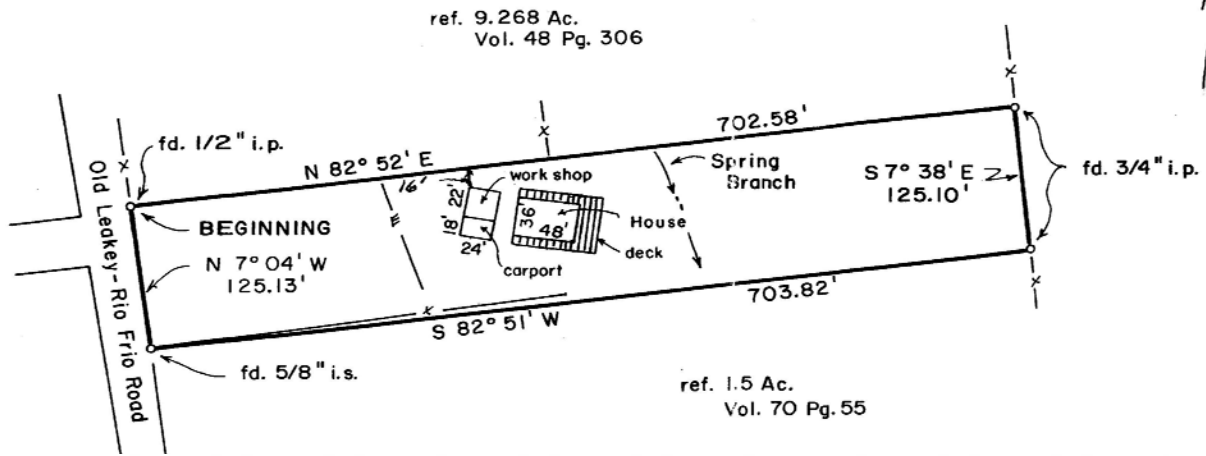 ref. 9.268 Ac.
Vol. 48 Pg. 306
702.58'
fd. 1/2" i.p.
N 82° 52' E
Spring
Branch
S 7° 38' E
125.10'
fd. 3/4" i.p.
16'
work shop
22'
BEGINNING
36'
House
18'
48'
24'
deck
carport
Old Leakey-Rio Frio Road
N 7° 04' W
125.13'
703.82'
S 82° 51' W
fd. 5/8" i.s.
ref. 1.5 Ac.
Vol. 70 Pg. 55